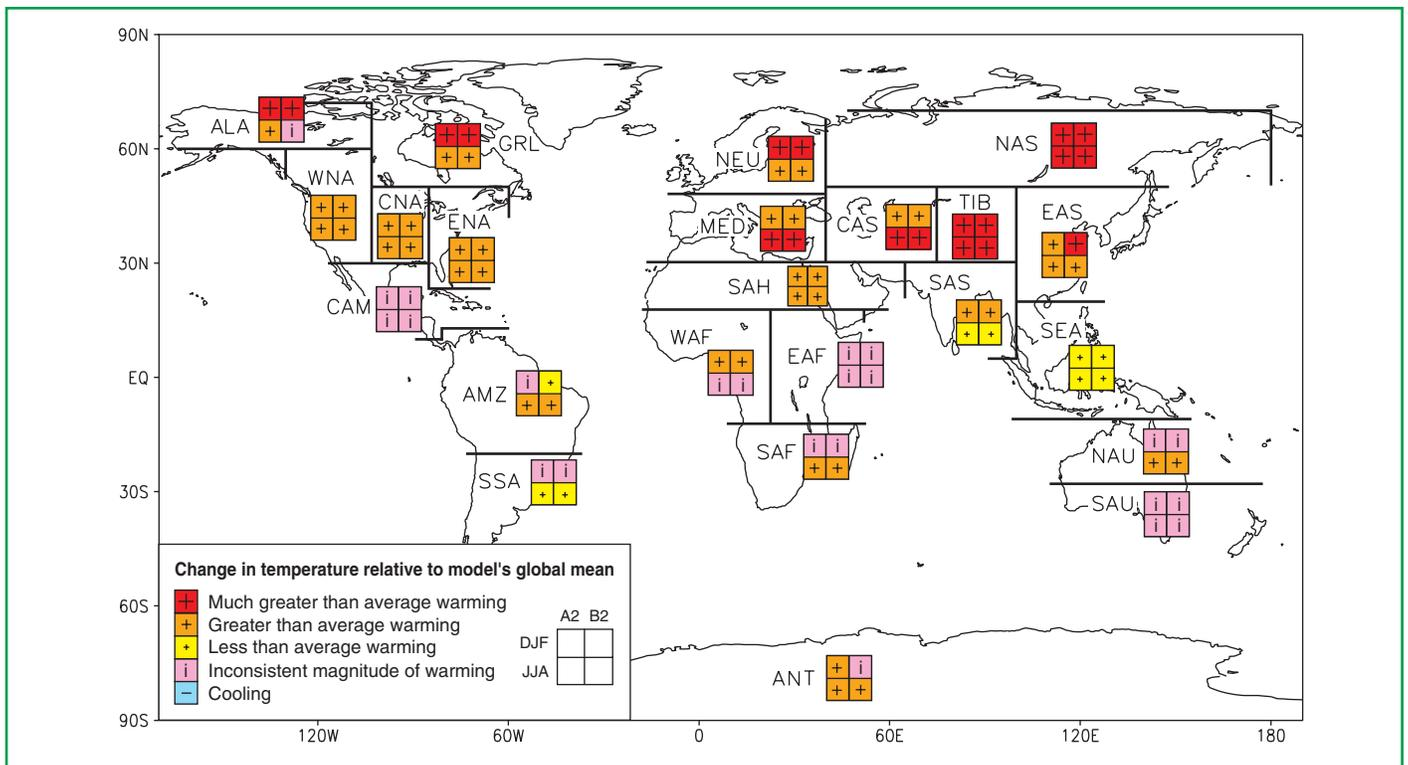 90N
60N
30N
EQ
30S
60S
90S
120W
60W
0
60E
120E
180
ALA
+ +
+ i
GRL
+ +
+ +
WNA
+ +
+ +
CNA
+ +
+ +
ENA
+ +
+ +
CAM
i i
i i
AMZ
i +
+ +
SSA
i i
+ +
NEU
+ +
+ +
MED
+ +
+ +
SAH
+ +
+ +
WAF
+ +
i i
EAF
i i
i i
SAF
i i
+ +
NAS
+ +
+ +
CAS
+ +
+ +
TIB
+ +
+ +
EAS
+ +
+ +
SAS
+ +
+ +
SEA
+ +
+ +
NAU
i i
+ +
SAU
i i
i i
ANT
+ i
+ +
Change in temperature relative to model's global mean
+ Much greater than average warming
+ Greater than average warming
+ Less than average warming
i Inconsistent magnitude of warming
− Cooling
A2 B2
DJF
JJA